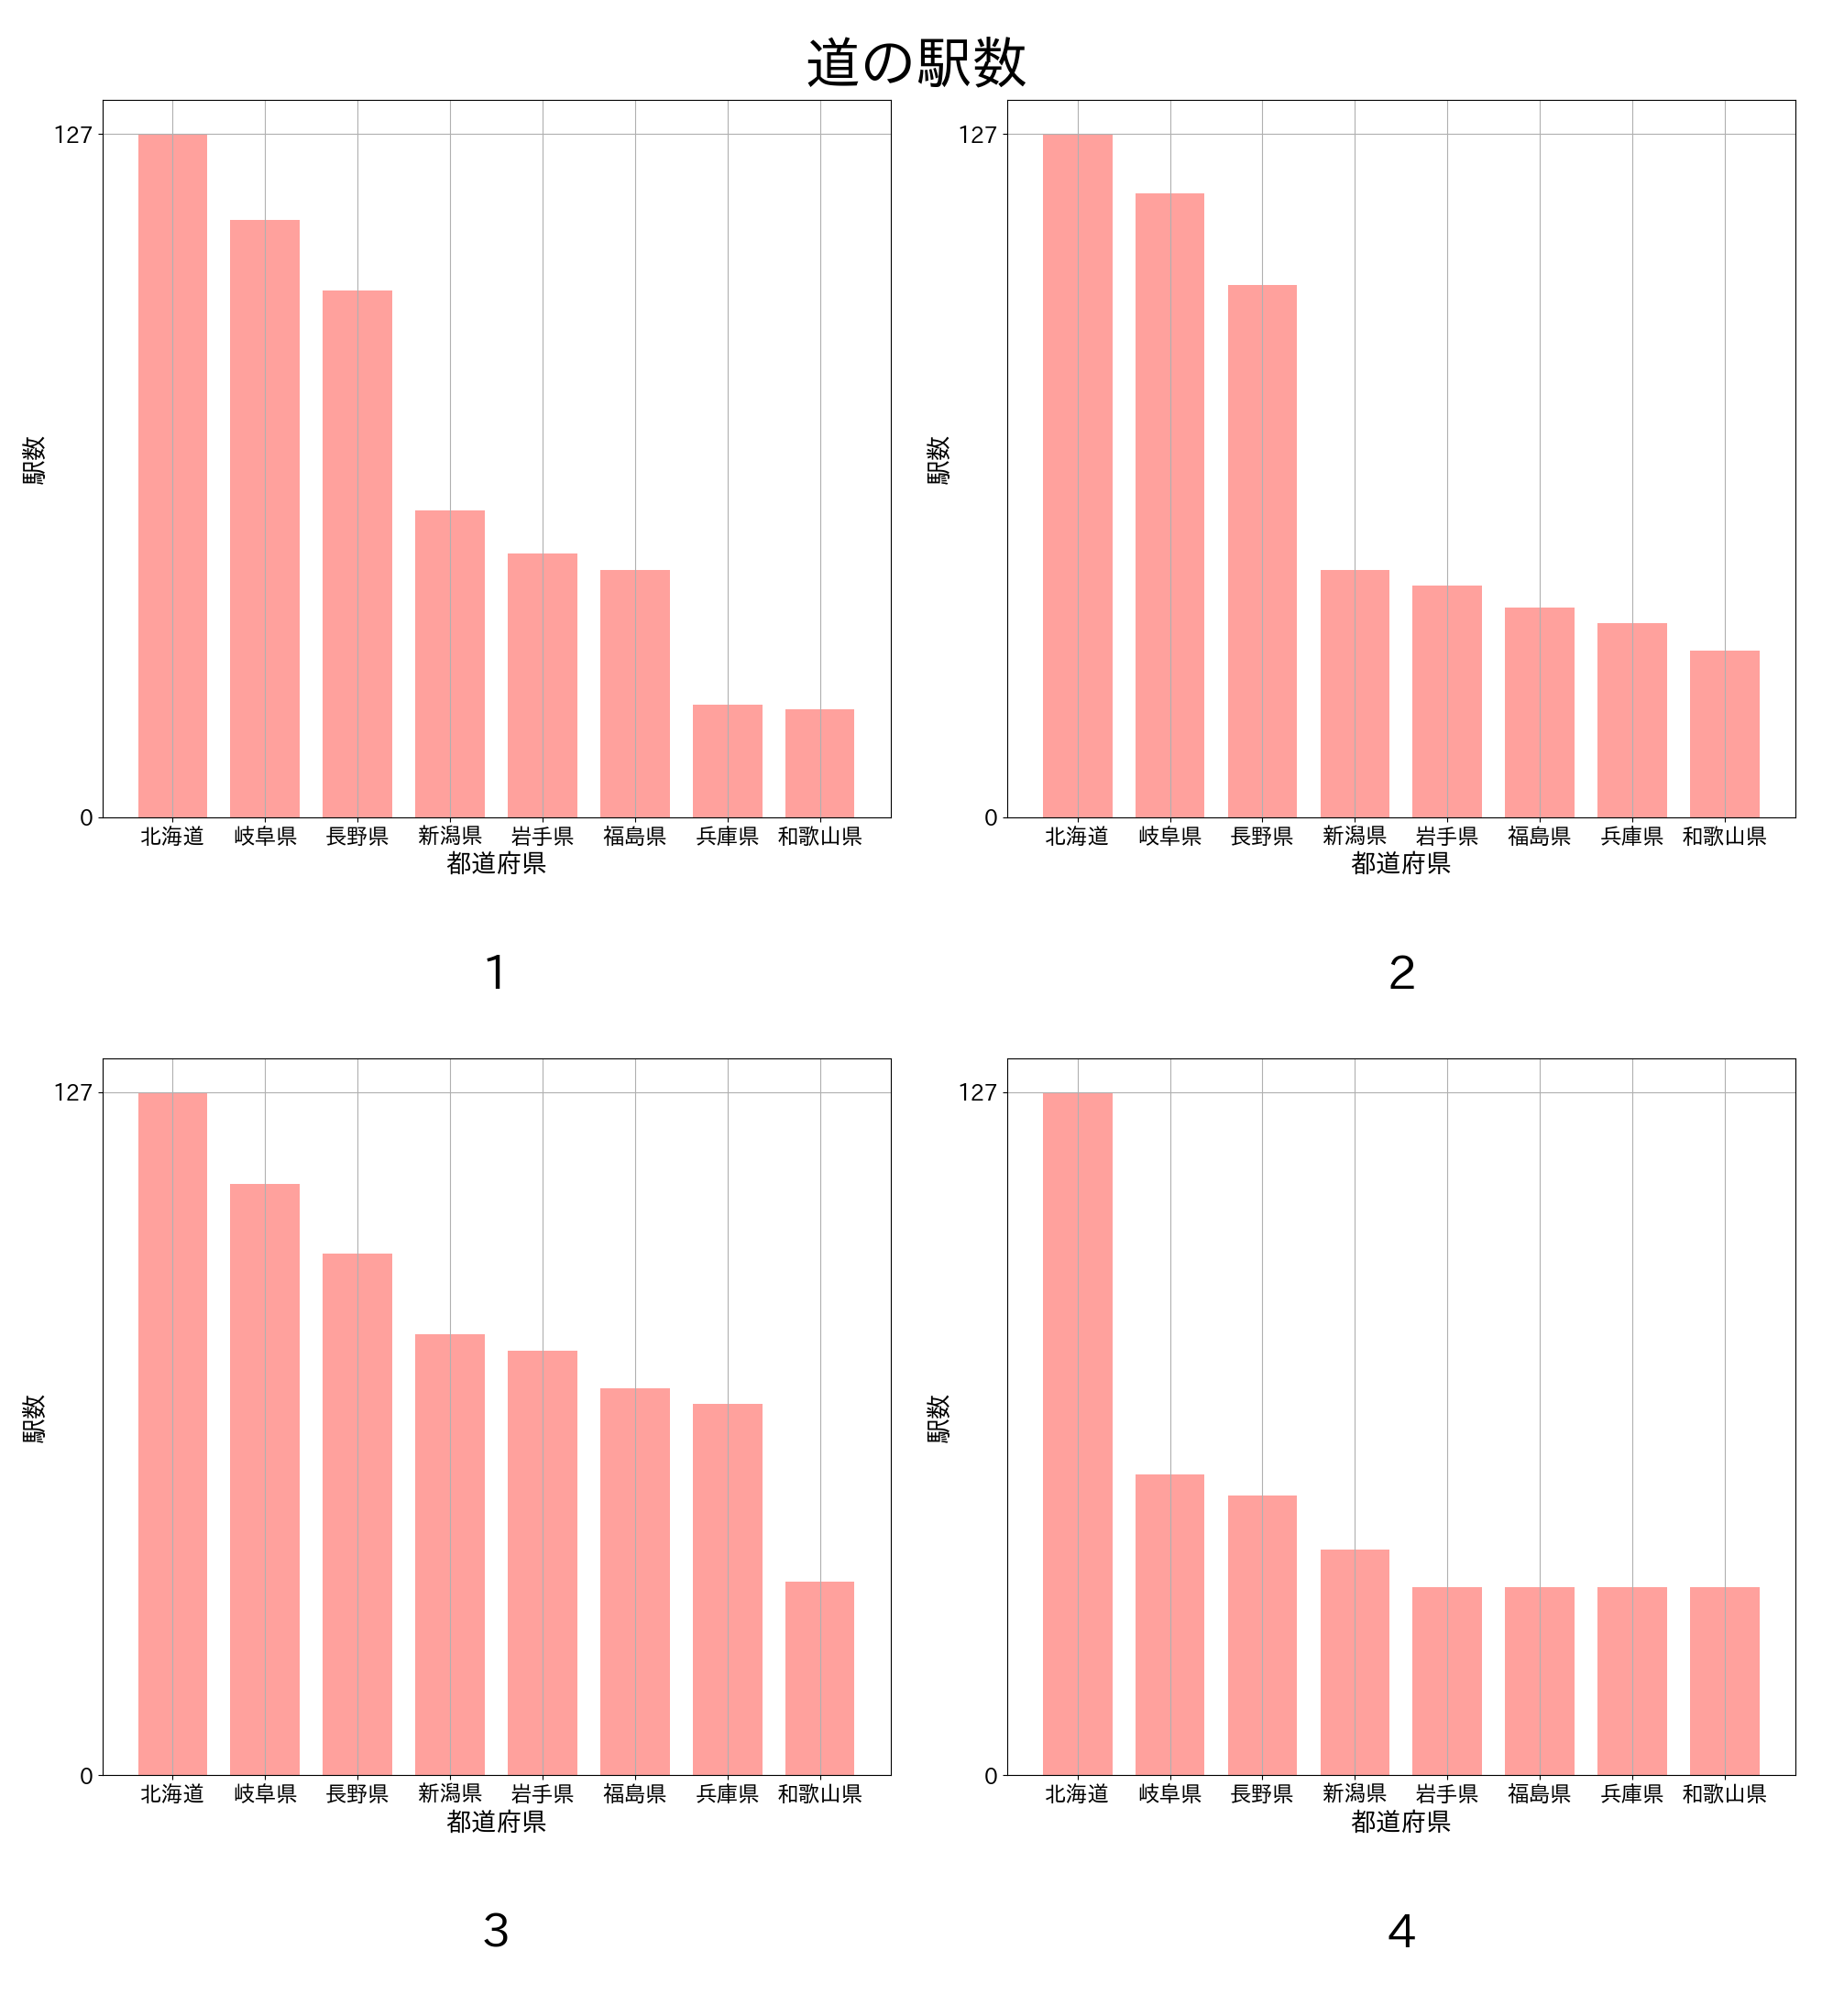 道の駅数
127
0
駅数
北海道 岐阜県 長野県 新潟県 岩手県 福島県 兵庫県 和歌山県
都道府県
1
127
0
駅数
北海道 岐阜県 長野県 新潟県 岩手県 福島県 兵庫県 和歌山県
都道府県
2
127
0
駅数
北海道 岐阜県 長野県 新潟県 岩手県 福島県 兵庫県 和歌山県
都道府県
3
127
0
駅数
北海道 岐阜県 長野県 新潟県 岩手県 福島県 兵庫県 和歌山県
都道府県
4